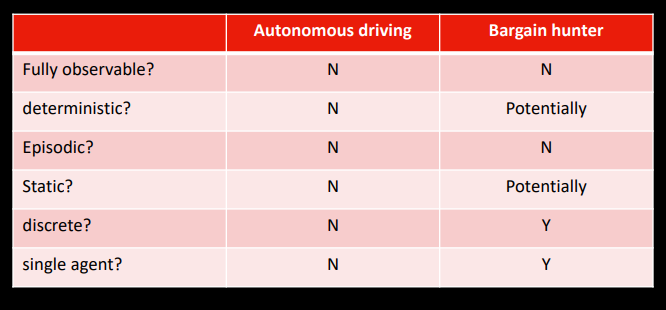 Autonomous driving Bargain hunter
Fully observable? N N
deterministic? N Potentially
Episodic? N N
Static? N Potentially
discrete? N Y
single agent? N Y